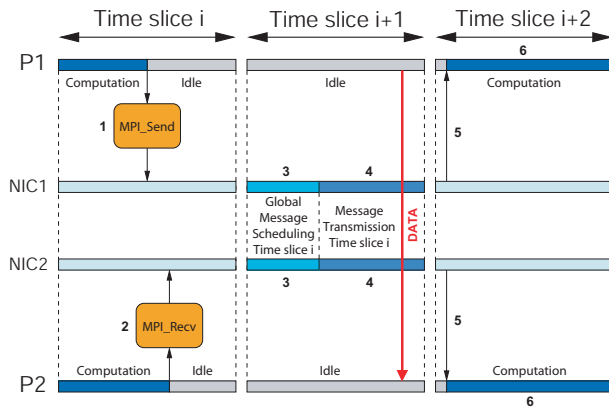 Time slice i
Time slice i+1
Time slice i+2
P1
6
Computation
Idle
Idle
Computation
1
MPI_Send
5
NIC1
3
4
Global
Message
Scheduling
Time slice i
Message
Transmission
Time slice i
DATA
NIC2
3
4
2
MPI_Recv
5
Computation
Idle
Idle
Computation
P2
6